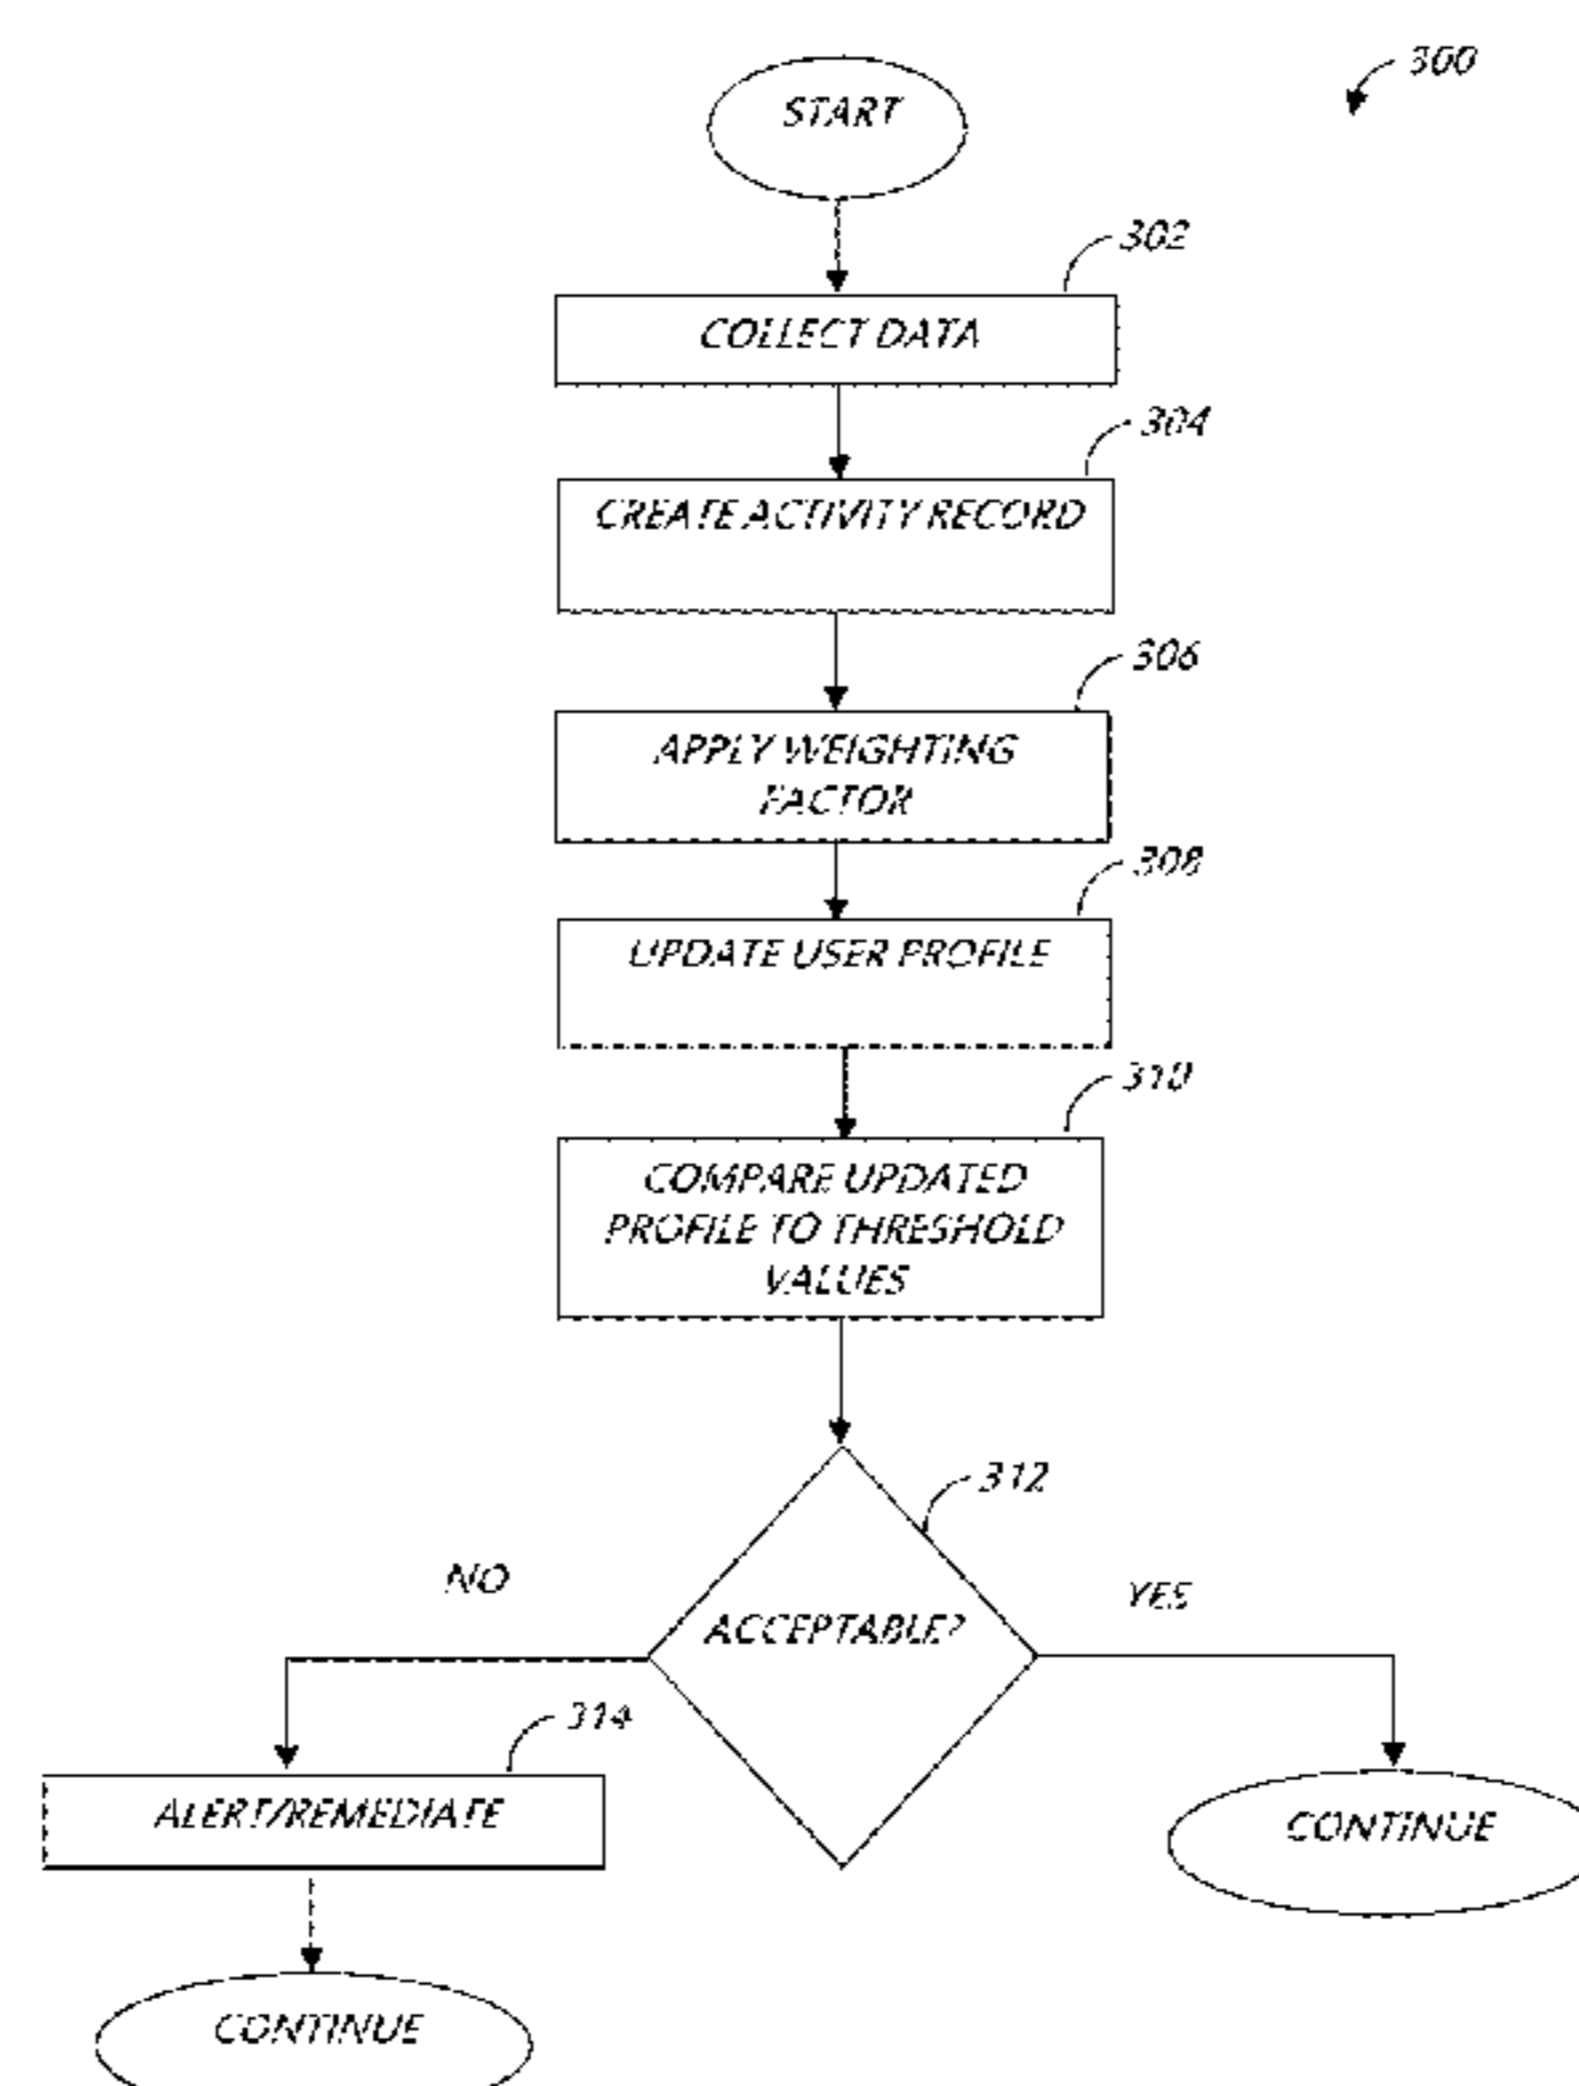 300
START
302
COLLECT DATA
304
CREATE ACTIVITY RECORD
306
APPLY WEIGHTING
FACTOR
308
UPDATE USER PROFILE
310
COMPARE UPDATED
PROFILE TO THRESHOLD
VALUES
312
NO
YES
ACCEPTABLE?
314
ALERT/REMEDIATE
CONTINUE
CONTINUE